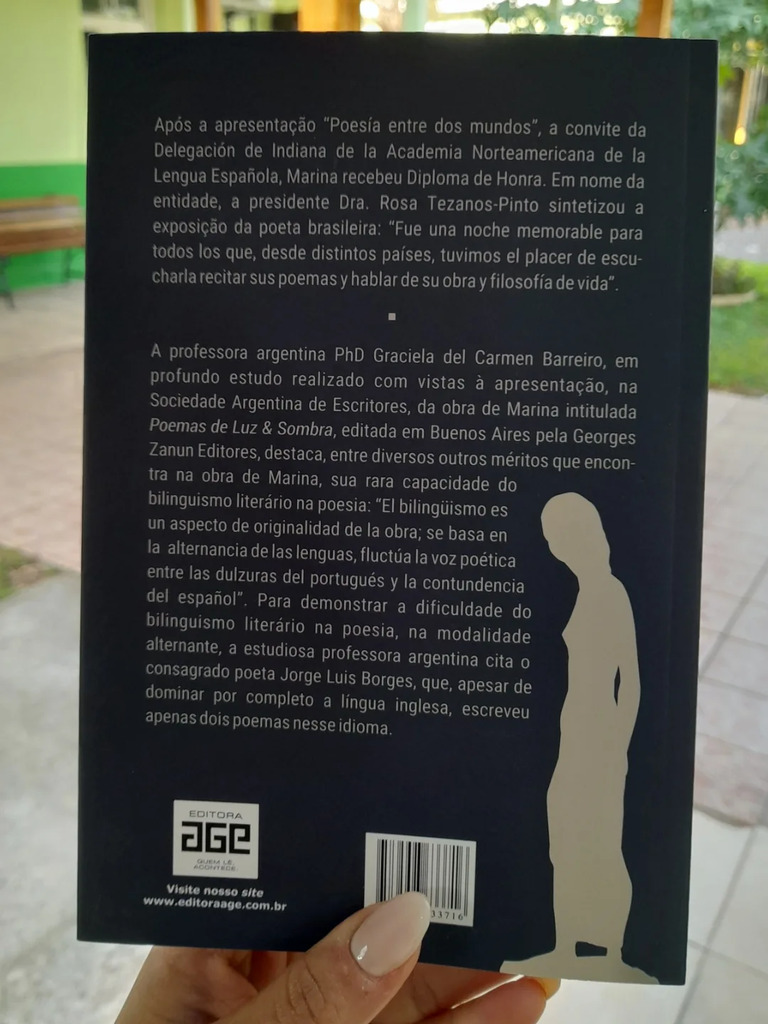 Após a apresentação “Poesía entre dos mundos”, a convite da
Delegación de Indiana de la Academia Norteamericana de la
Lengua Española, Marina recebeu Diploma de Honra. Em nome da
entidade, a presidente Dra. Rosa Tezanos-Pinto sintetizou a
exposição da poeta brasileira: “Fue una noche memorable para
todos los que, desde distintos países, tuvimos el placer de escu-
charla recitar sus poemas y hablar de su obra y filosofía de vida”.
A professora argentina PhD Graciela del Carmen Barreiro, em
profundo estudo realizado com vistas à apresentação, na
Sociedade Argentina de Escritores, da obra de Marina intitulada
Poemas de Luz & Sombra, editada em Buenos Aires pela Georges
Zanun Editores, destaca, entre diversos outros méritos que encon-
tra na obra de Marina, sua rara capacidade do
bilinguismo literário na poesia: “El bilingüismo es
un aspecto de originalidad de la obra; se basa en
la alternancia de las lenguas, fluctúa la voz poética
entre las dulzuras del portugués y la contundencia
del español”. Para demonstrar a dificuldade do
bilinguismo literário na poesia, na modalidade
alternante, a estudiosa professora argentina cita o
consagrado poeta Jorge Luis Borges, que, apesar de
dominar por completo a língua inglesa, escreveu
apenas dois poemas nesse idioma.
EDITORA
AGE
QUEM LÊ,
ACONTECE.
Visite nosso site
www.editoraage.com.br
33716